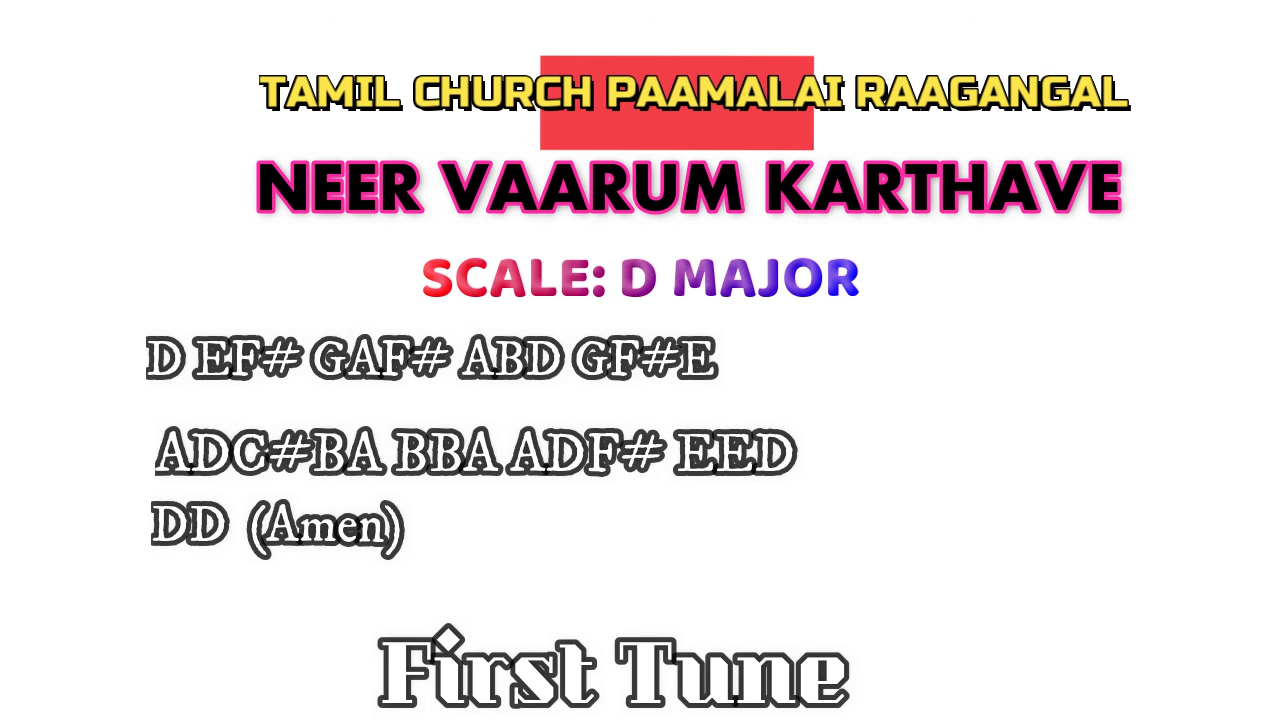 TAMIL CHURCH PAAMALAI RAAGANGAL
NEER VAARUM KARTHAVE
SCALE: D MAJOR
D EF# GAF# ABD GF#E
ADC#BA BBA ADF# EED
DD (Amen)
First Tune